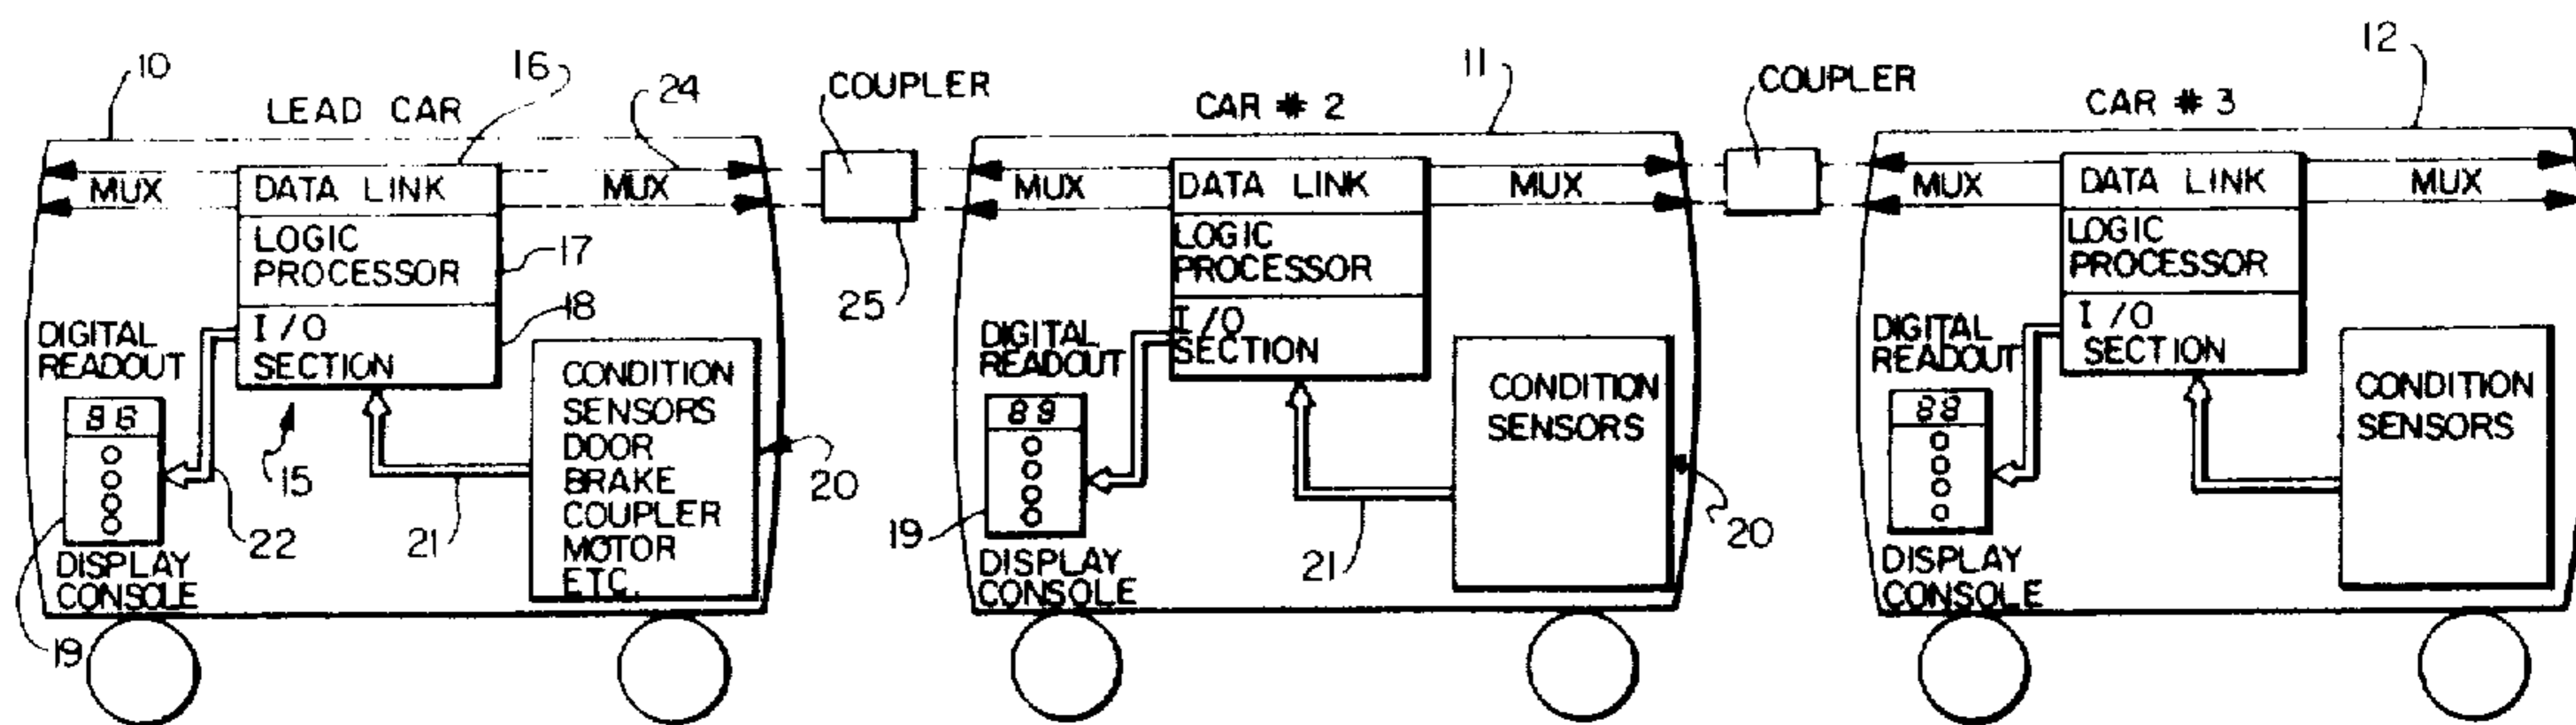 10
LEAD CAR
16
24
COUPLER
25
MUX
DATA LINK
MUX
LOGIC
PROCESSOR
17
I/O
SECTION
18
DIGITAL
READOUT
86
15
22
21
CONDITION
SENSORS
DOOR
BRAKE
COUPLER
MOTOR
ETC.
20
DISPLAY
CONSOLE
19
CAR # 2
11
COUPLER
MUX
DATA LINK
MUX
LOGIC
PROCESSOR
I/O
SECTION
DIGITAL
READOUT
89
19
DISPLAY
CONSOLE
21
CONDITION
SENSORS
20
CAR # 3
12
MUX
DATA LINK
MUX
LOGIC
PROCESSOR
I/O
SECTION
DIGITAL
READOUT
88
DISPLAY
CONSOLE
CONDITION
SENSORS